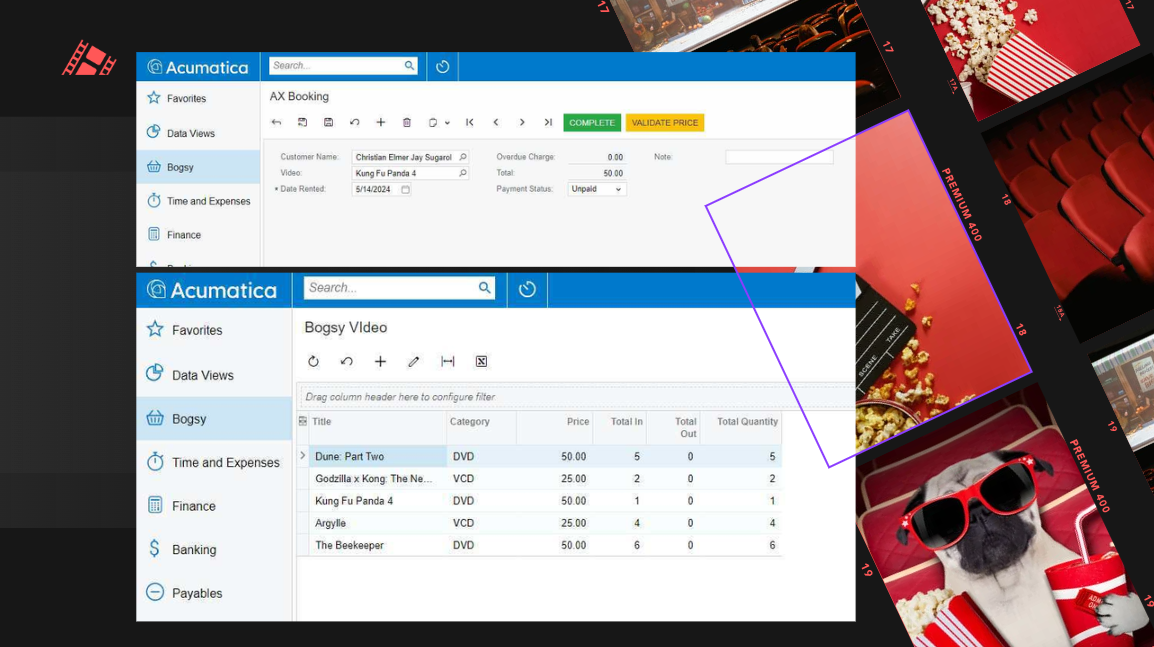 17
17
17
17A
Acumatica
Search...
Favorites
Data Views
Bogsy
Time and Expenses
Finance
AX Booking
COMPLETE
VALIDATE PRICE
Customer Name: Christian Elmer Jay Sugarol
Video: Kung Fu Panda 4
* Date Rented: 5/14/2024
Overdue Charge: 0.00
Total: 50.00
Payment Status: Unpaid
Note:
PREMIUM 400
18
18
18A
SCENE TAKE
Acumatica
Search...
Favorites
Data Views
Bogsy
Time and Expenses
Finance
Banking
Payables
Bogsy VIdeo
Drag column header here to configure filter
Title Category Price Total In Total Out Total Quantity
Dune: Part Two DVD 50.00 5 0 5
Godzilla x Kong: The Ne... VCD 25.00 2 0 2
Kung Fu Panda 4 DVD 50.00 1 0 1
Argylle VCD 25.00 4 0 4
The Beekeeper DVD 50.00 6 0 6
PREMIUM 400
19
19
19